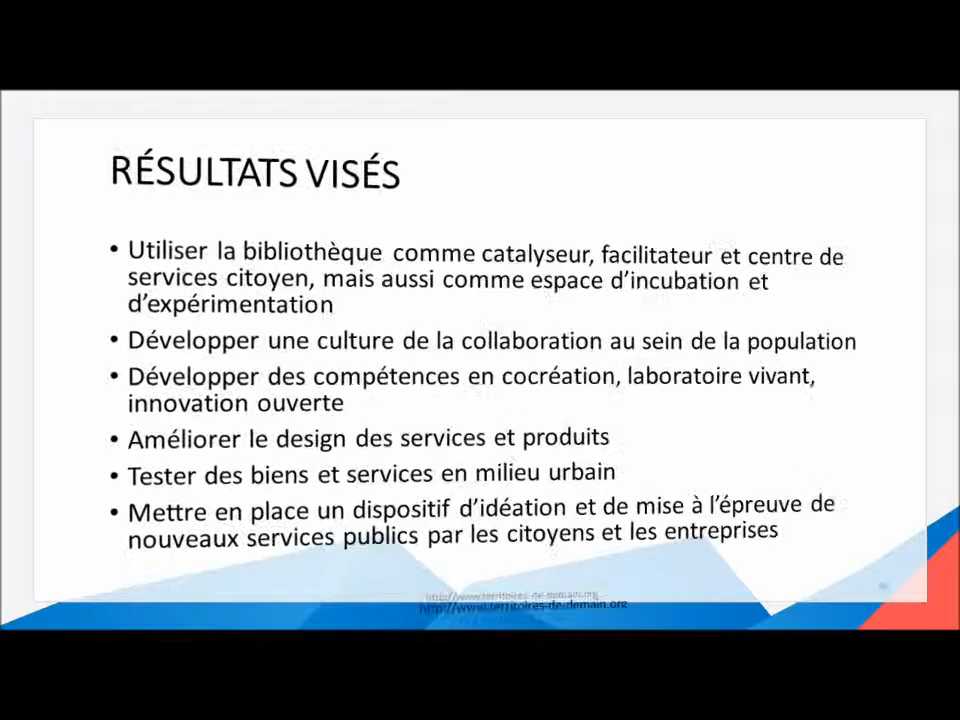 RÉSULTATS VISÉS
• Utiliser la bibliothèque comme catalyseur, facilitateur et centre de
services citoyen, mais aussi comme espace d’incubation et
d’expérimentation
• Développer une culture de la collaboration au sein de la population
• Développer des compétences en cocréation, laboratoire vivant,
innovation ouverte
• Améliorer le design des services et produits
• Tester des biens et services en milieu urbain
• Mettre en place un dispositif d’idéation et de mise à l’épreuve de
nouveaux services publics par les citoyens et les entreprises
http://www.territoires-de-demain.org
http://www.territoires-de-demain.org